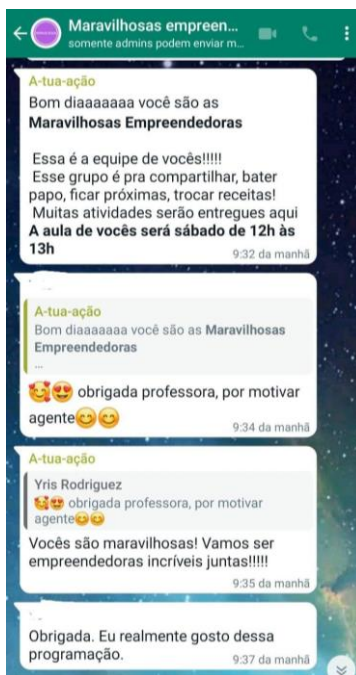 Maravilhosas empreen...
somente admins podem enviar m...
A-tua-ação
Bom diaaaaaaa você são as
Maravilhosas Empreendedoras
Essa é a equipe de vocês!!!!!
Esse grupo é pra compartilhar, bater
papo, ficar próximas, trocar receitas!
Muitas atividades serão entregues aqui
A aula de vocês será sábado de 12h às
13h
9:32 da manhã
A-tua-ação
Bom diaaaaaaa você são as Maravilhosas
Empreendedoras
...
🥰😍 obrigada professora, por motivar
agente😊😊
9:34 da manhã
A-tua-ação
Yris Rodriguez
🥰😍 obrigada professora, por motivar
agente😊😊
Vocês são maravilhosas! Vamos ser
empreendedoras incríveis juntas!!!!!
9:35 da manhã
Obrigada. Eu realmente gosto dessa
programação.
9:37 da manhã